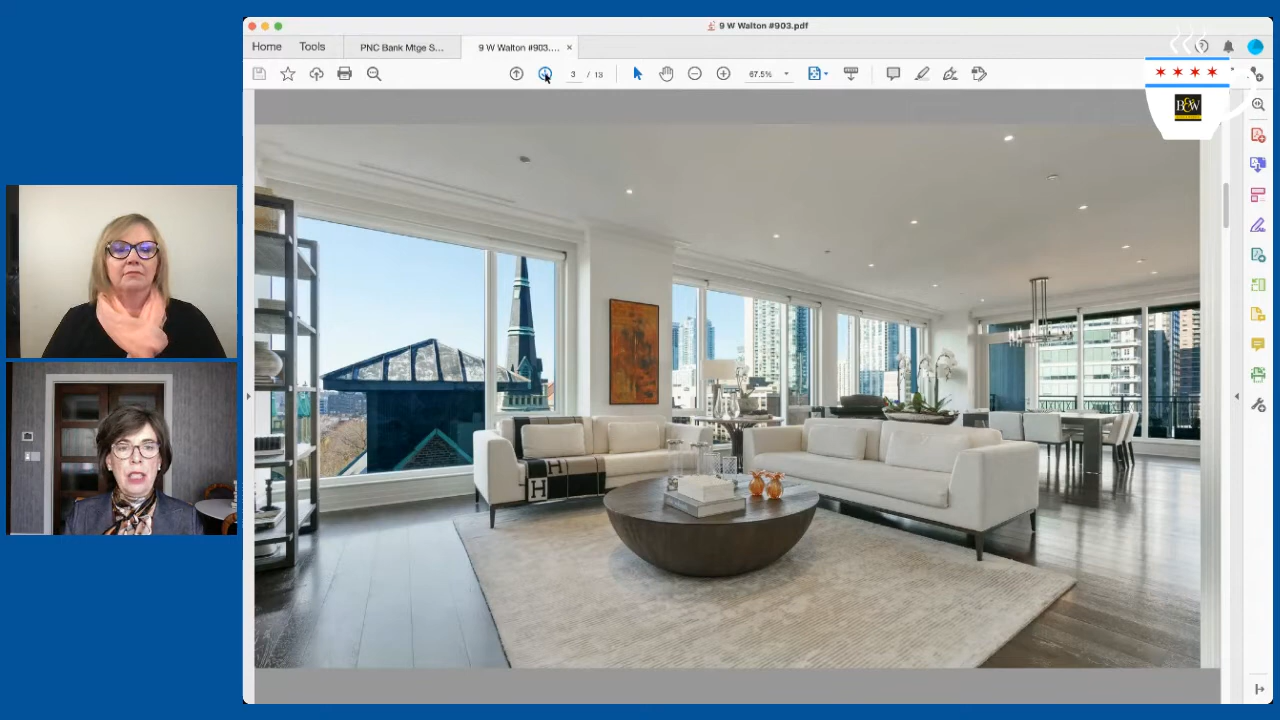 9 W Walton #903.pdf
Home
Tools
PNC Bank Mtge S...
9 W Walton #903....
3 / 13
67.5%
B&W
H
H